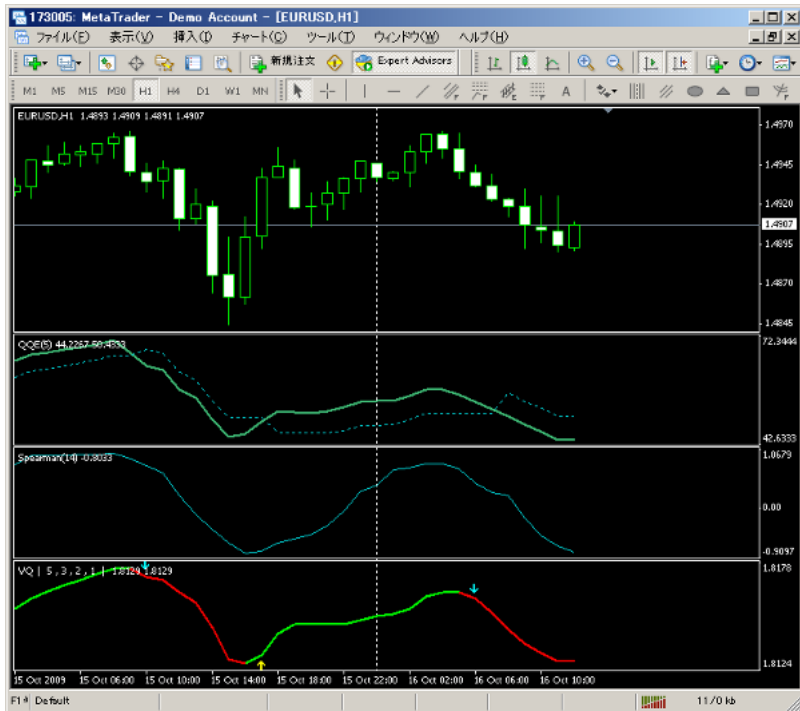 173005: MetaTrader - Demo Account - [EURUSD,H1]
ファイル(F) 表示(V) 挿入(I) チャート(C) ツール(T) ウィンドウ(W) ヘルプ(H)
新規注文 Expert Advisors
M1 M5 M15 M30 H1 H4 D1 W1 MN A
EURUSD,H1 1.4893 1.4909 1.4891 1.4907
1.4970
1.4945
1.4920
1.4907
1.4895
1.4870
1.4845
QQE(5) 44.2267 50.4333
72.3444
42.6333
Spearman(14) -0.8033
1.0679
0.00
-0.9097
VQ | 5 , 3 , 2 , 1 , | 1.8129 1.8129
1.8178
1.8124
15 Oct 2009 15 Oct 06:00 15 Oct 10:00 15 Oct 14:00 15 Oct 18:00 15 Oct 22:00 16 Oct 02:00 16 Oct 06:00 16 Oct 10:00
Default 11/0 kb